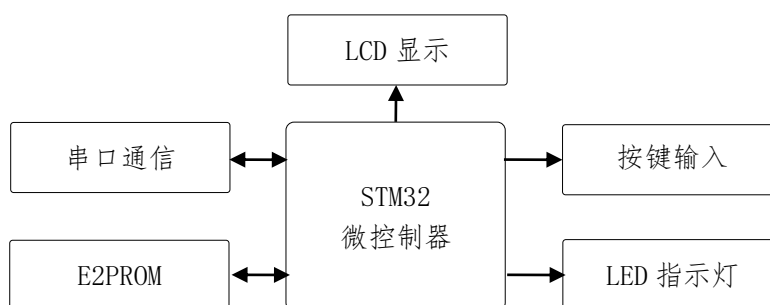 LCD 显示
串口通信
按键输入
STM32
微控制器
E2PROM
LED 指示灯